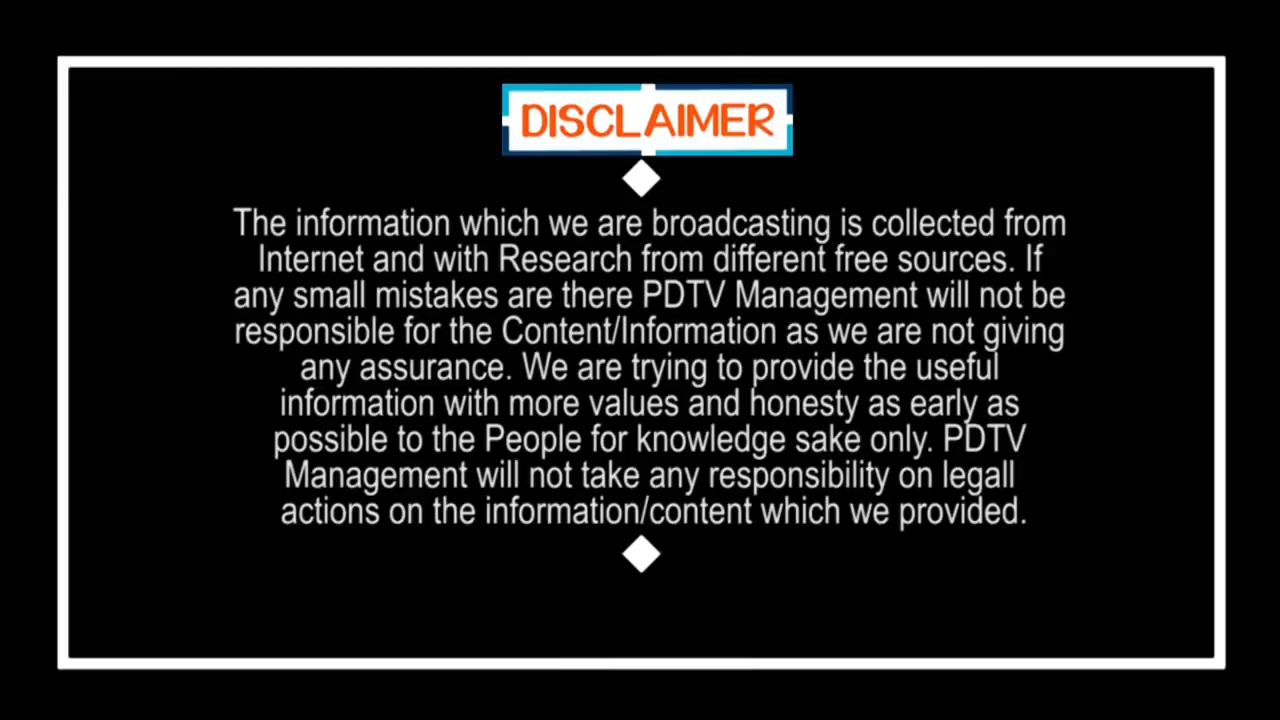 DISCLAIMER
The information which we are broadcasting is collected from
Internet and with Research from different free sources. If
any small mistakes are there PDTV Management will not be
responsible for the Content/Information as we are not giving
any assurance. We are trying to provide the useful
information with more values and honesty as early as
possible to the People for knowledge sake only. PDTV
Management will not take any responsibility on legall
actions on the information/content which we provided.